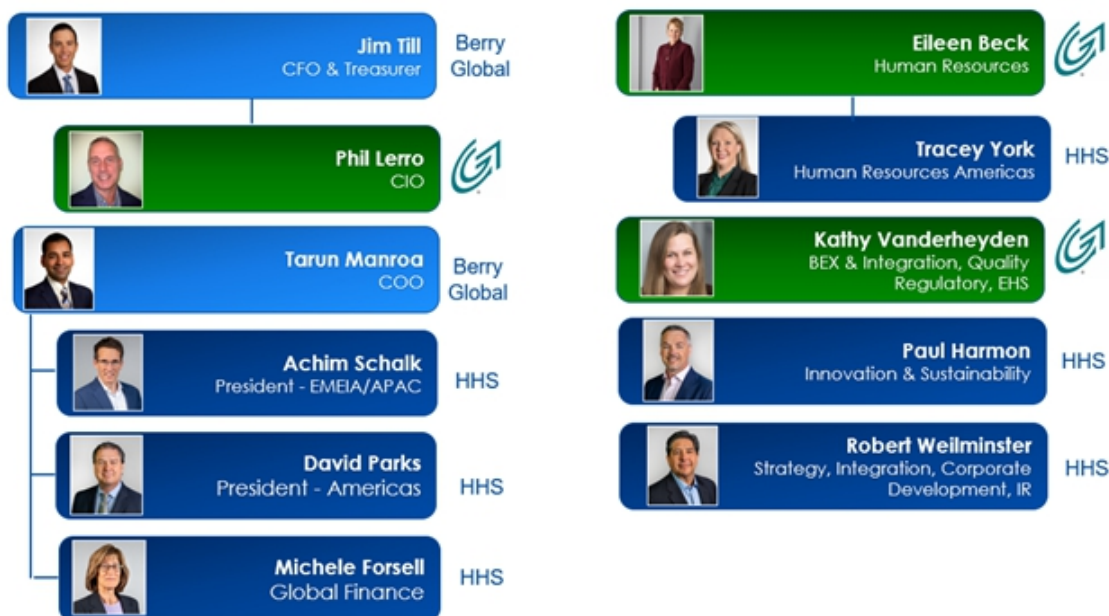 Jim Till
CFO & Treasurer
Berry
Global
Phil Lerro
CIO
Tarun Manroa
COO
Berry
Global
Achim Schalk
President - EMEIA/APAC
HHS
David Parks
President - Americas
HHS
Michele Forsell
Global Finance
HHS
Eileen Beck
Human Resources
Tracey York
Human Resources Americas
HHS
Kathy Vanderheyden
BEX & Integration, Quality
Regulatory, EHS
Paul Harmon
Innovation & Sustainability
HHS
Robert Weilminster
Strategy, Integration, Corporate
Development, IR
HHS